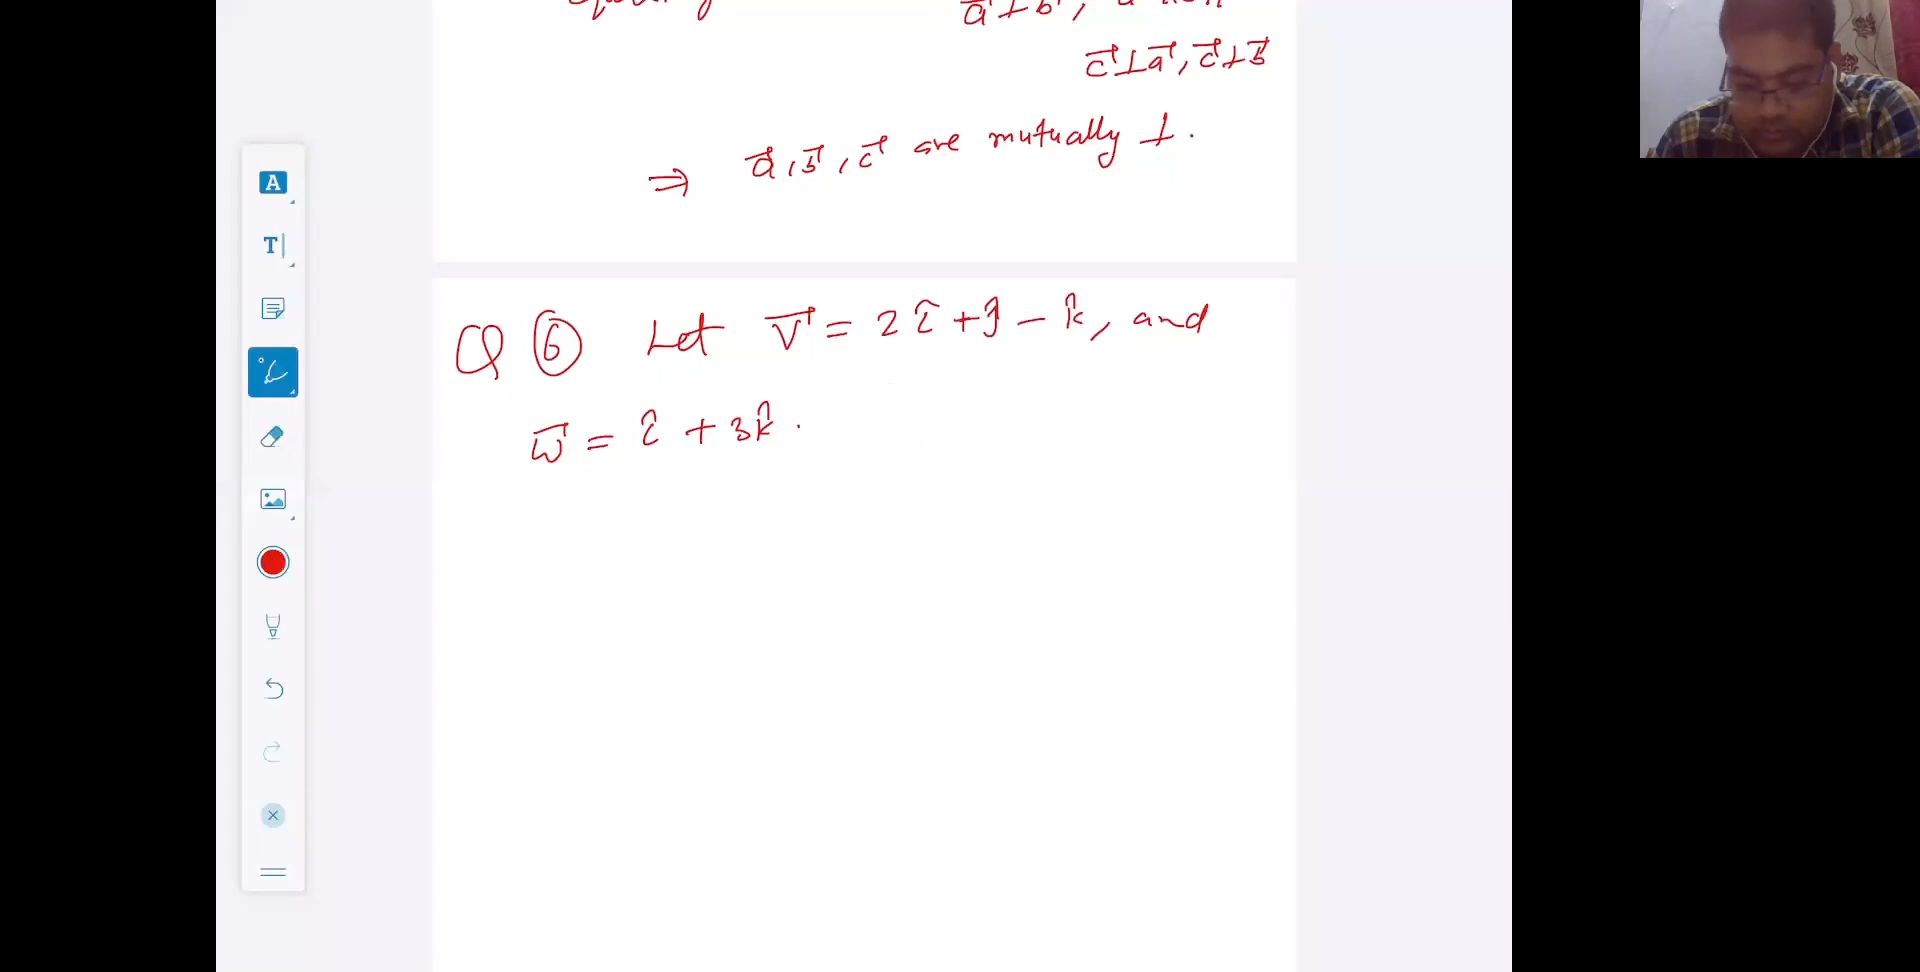 a⃗ ⊥ b⃗,
c⃗ ⊥ a⃗, c⃗ ⊥ b⃗
⇒ a⃗, b⃗, c⃗ are mutually ⊥.
Q ⑥ Let v⃗ = 2î + ĵ − k̂, and
w⃗ = î + 3k̂.
A
T